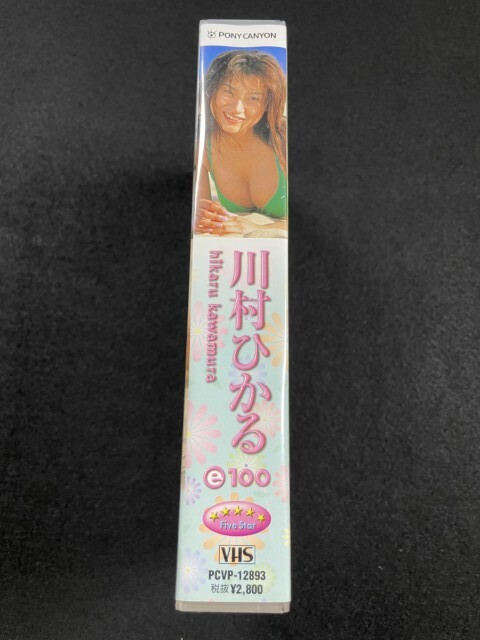 PONY CANYON
川村ひかる
hikaru kawamura
e100
Five Star
VHS
PCVP-12893
税抜¥2,800